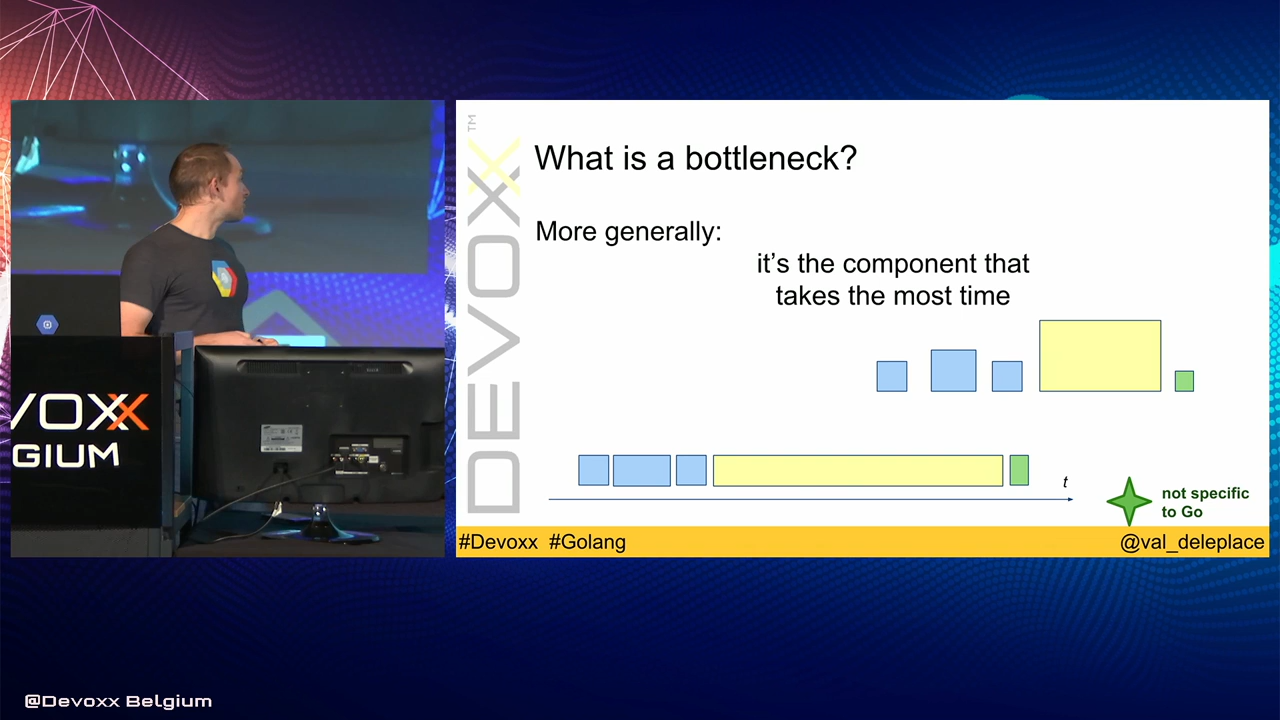 What is a bottleneck?
More generally:
it's the component that
takes the most time
t
not specific
to Go
#Devoxx #Golang
@val_deleplace
DEVOXX
TM
VOXX
GIUM
@Devoxx Belgium